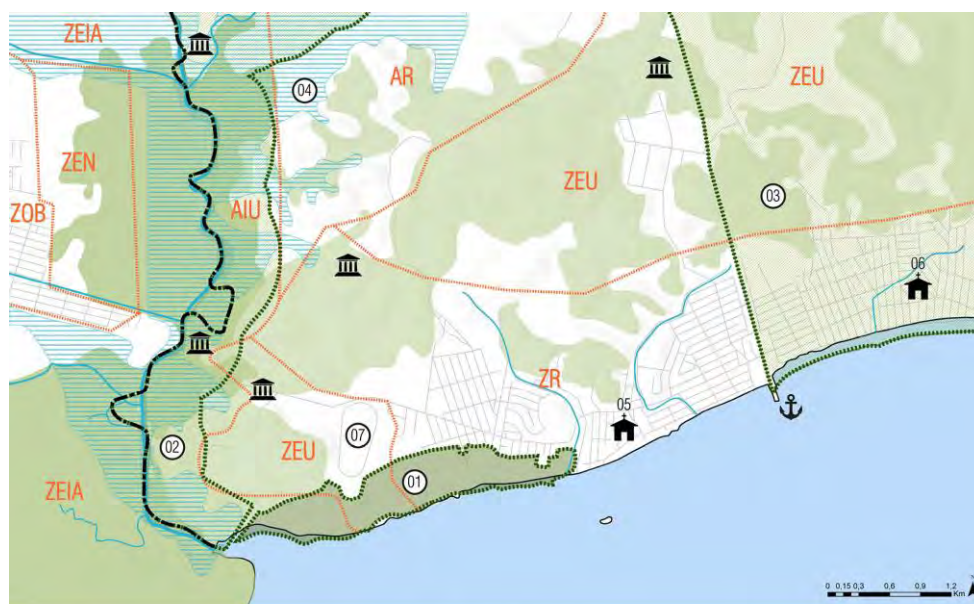 ZEIA
04
AR
ZEU
ZEN
ZEU
03
ZOB
AIU
06
ZR
05
02
ZEU
07
ZEIA
01
0 0,15 0,3 0,6 0,9 1,2
Km